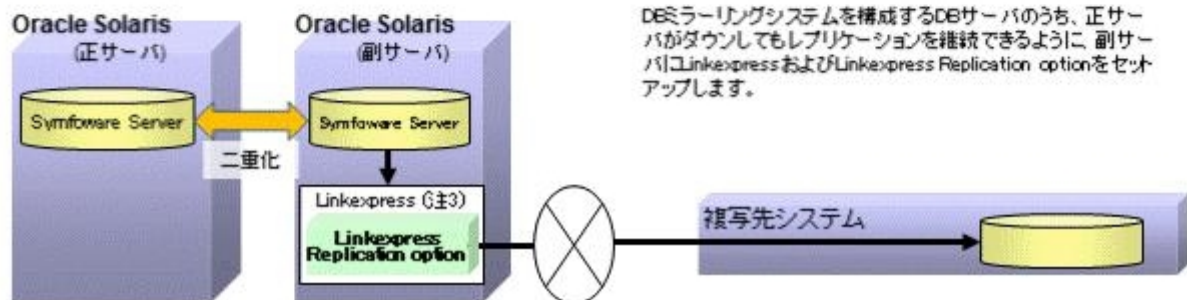 Oracle Solaris
(正サーバ)
Symfoware Server
二重化
Oracle Solaris
(副サーバ)
Symfoware Server
Linkexpress (注3)
Linkexpress
Replication option
DBミラーリングシステムを構成するDBサーバのうち、正サー
バがダウンしてもレプリケーションを継続できるように、副サー
バにLinkexpressおよびLinkexpress Replication optionをセット
アップします。
複写先システム